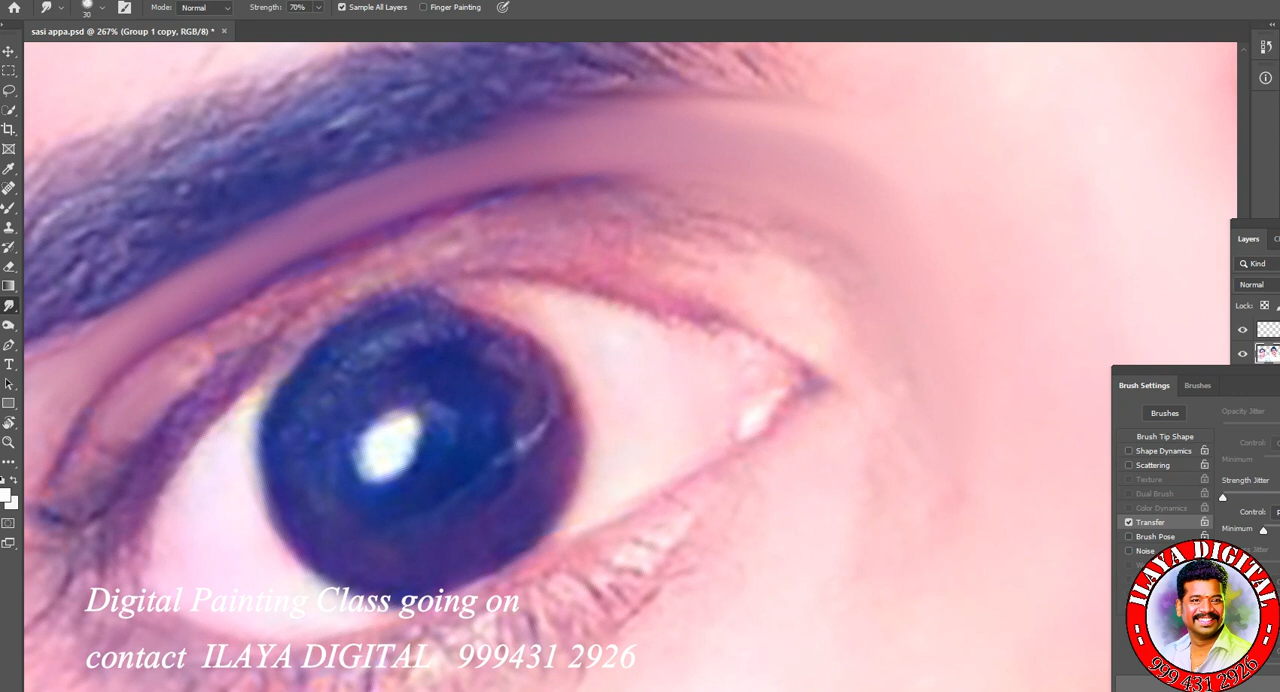 Mode: Normal Strength: 70% Sample All Layers Finger Painting
30
sasi appa.psd @ 267% (Group 1 copy, RGB/8) *
Layers
Kind
Normal
Lock:
Brush Settings Brushes
Brushes Opacity Jitter
Brush Tip Shape
Shape Dynamics Control:
Scattering Minimum
Texture
Dual Brush Strength Jitter
Color Dynamics
Transfer Control:
Brush Pose Minimum
Noise
ILAYA DIGITAL
999 431 2926
Digital Painting Class going on
contact ILAYA DIGITAL 999431 2926